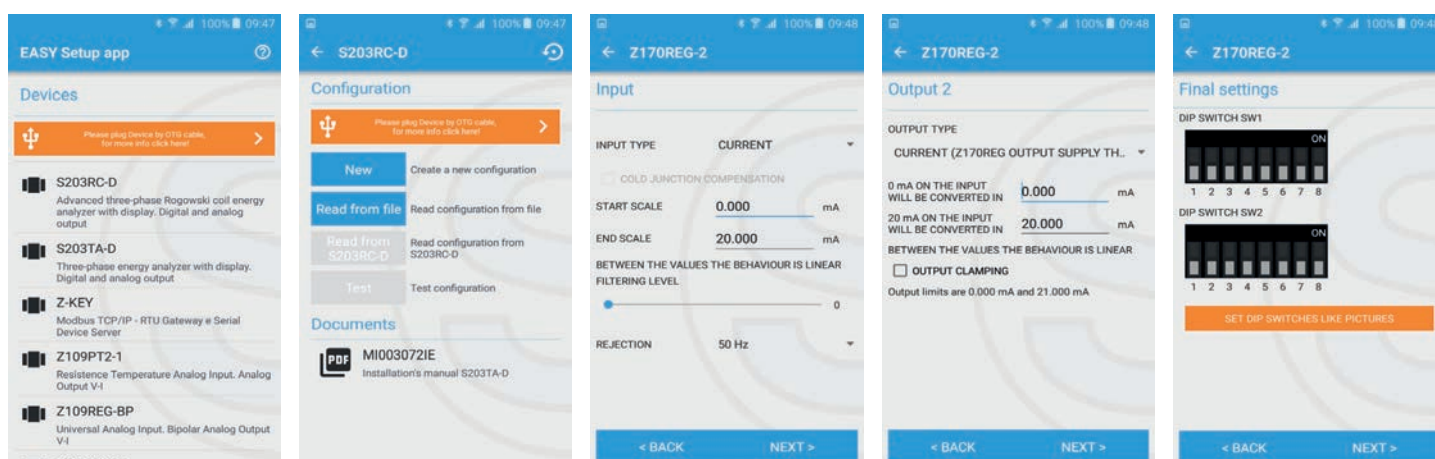 100% 09:47
EASY Setup app
Devices
Please plug Device by OTG cable,
for more info click here!
S203RC-D
Advanced three-phase Rogowski coil energy
analyzer with display. Digital and analog
output
S203TA-D
Three-phase energy analyzer with display.
Digital and analog output
Z-KEY
Modbus TCP/IP - RTU Gateway e Serial
Device Server
Z109PT2-1
Resistence Temperature Analog Input. Analog
Output V-I
Z109REG-BP
Universal Analog Input. Bipolar Analog Output
V-I
100% 09:47
S203RC-D
Configuration
Please plug Device by OTG cable,
for more info click here!
New Create a new configuration
Read from file Read configuration from file
Read from
S203RC-D
Read configuration from
S203RC-D
Test Test configuration
Documents
PDF
MI003072IE
Installation's manual S203TA-D
100% 09:48
Z170REG-2
Input
INPUT TYPE CURRENT
COLD JUNCTION COMPENSATION
START SCALE 0.000 mA
END SCALE 20.000 mA
BETWEEN THE VALUES THE BEHAVIOUR IS LINEAR
FILTERING LEVEL
0
REJECTION 50 Hz
< BACK NEXT >
100% 09:48
Z170REG-2
Output 2
OUTPUT TYPE
CURRENT (Z170REG OUTPUT SUPPLY TH..
0 mA ON THE INPUT
WILL BE CONVERTED IN 0.000 mA
20 mA ON THE INPUT
WILL BE CONVERTED IN 20.000 mA
BETWEEN THE VALUES THE BEHAVIOUR IS LINEAR
OUTPUT CLAMPING
Output limits are 0.000 mA and 21.000 mA
< BACK NEXT >
100%
Z170REG-2
Final settings
DIP SWITCH SW1
ON
1 2 3 4 5 6 7 8
DIP SWITCH SW2
ON
1 2 3 4 5 6 7 8
SET DIP SWITCHES LIKE PICTURES
< BACK NEXT >